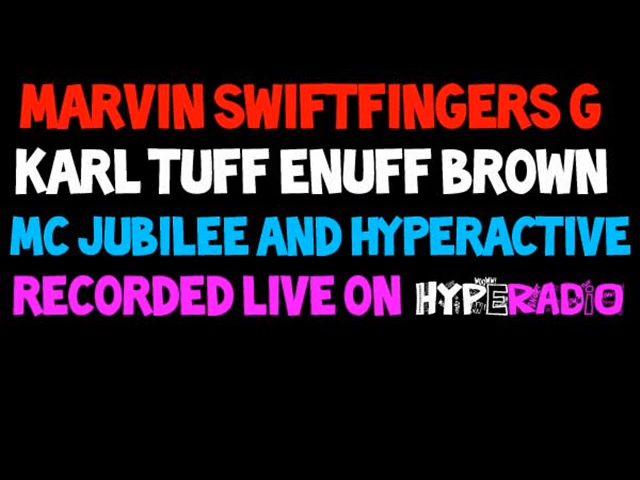 MARVIN SWIFTFINGERS G
KARL TUFF ENUFF BROWN
MC JUBILEE AND HYPERACTIVE
RECORDED LIVE ON HYPERADIO